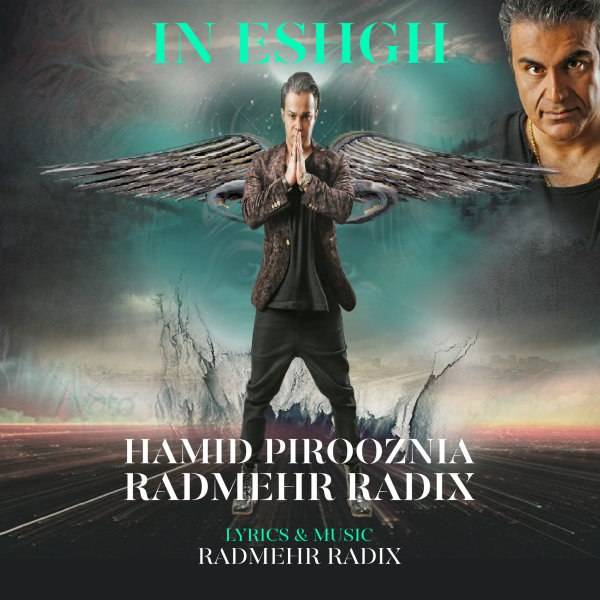 IN ESHGH
HAMID PIROOZNIA
RADMEHR RADIX
LYRICS & MUSIC
RADMEHR RADIX